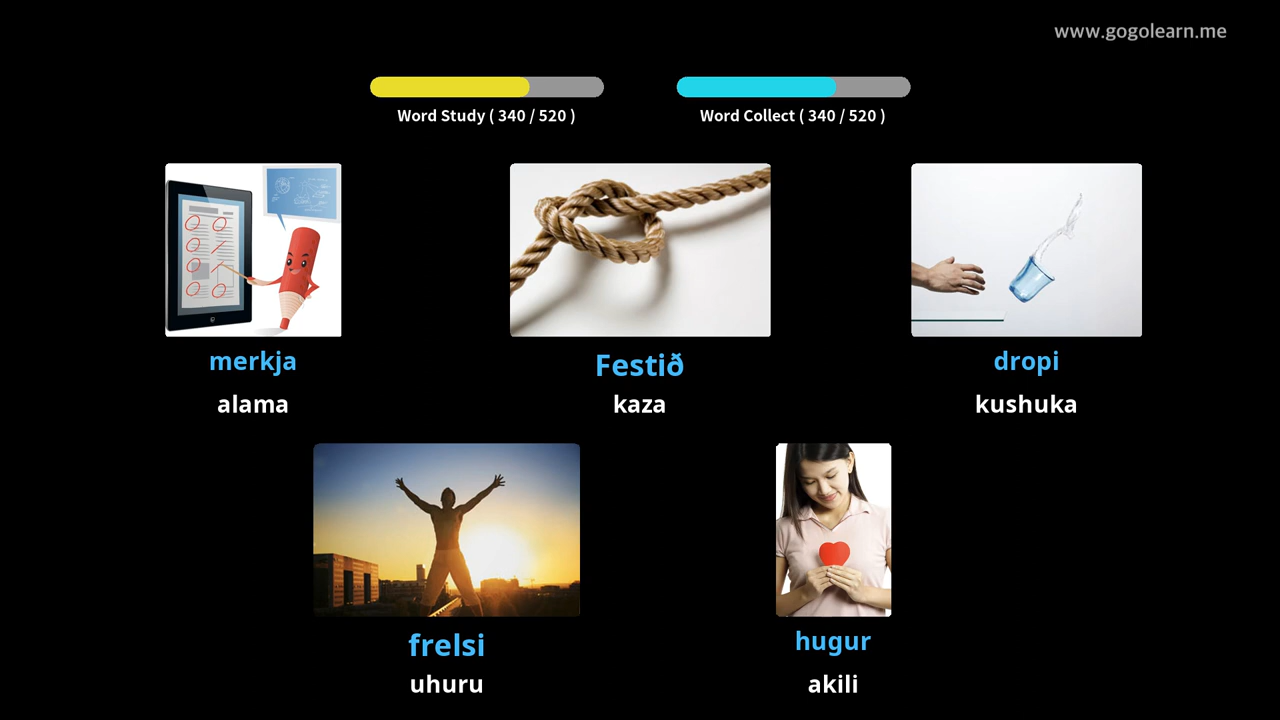 www.gogolearn.me
Word Study ( 340 / 520 )
Word Collect ( 340 / 520 )
merkja
alama
Festið
kaza
dropi
kushuka
frelsi
uhuru
hugur
akili